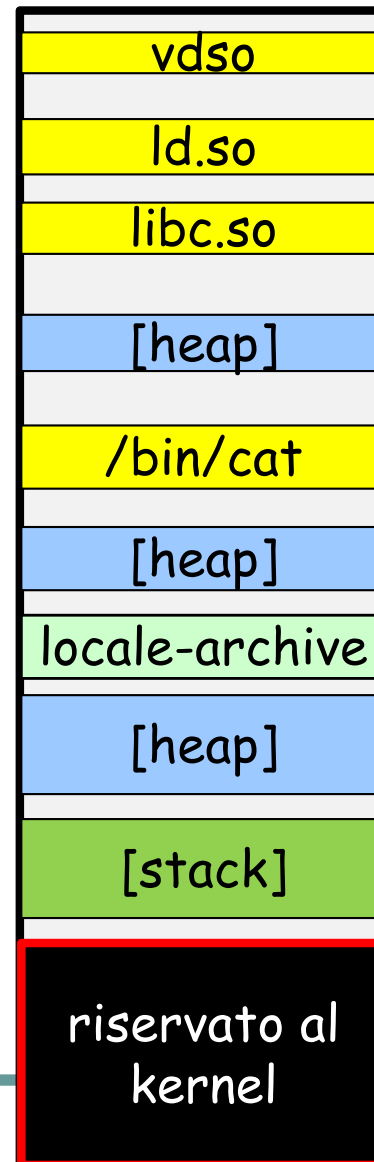 vdso
ld.so
libc.so
[heap]
/bin/cat
[heap]
locale-archive
[heap]
[stack]
riservato al
kernel